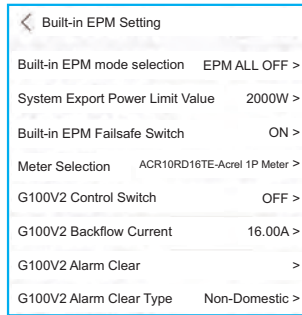 Built-in EPM Setting
Built-in EPM mode selection EPM ALL OFF >
System Export Power Limit Value 2000W >
Built-in EPM Failsafe Switch ON >
Meter Selection ACR10RD16TE-Acrel 1P Meter >
G100V2 Control Switch OFF >
G100V2 Backflow Current 16.00A >
G100V2 Alarm Clear >
G100V2 Alarm Clear Type Non-Domestic >